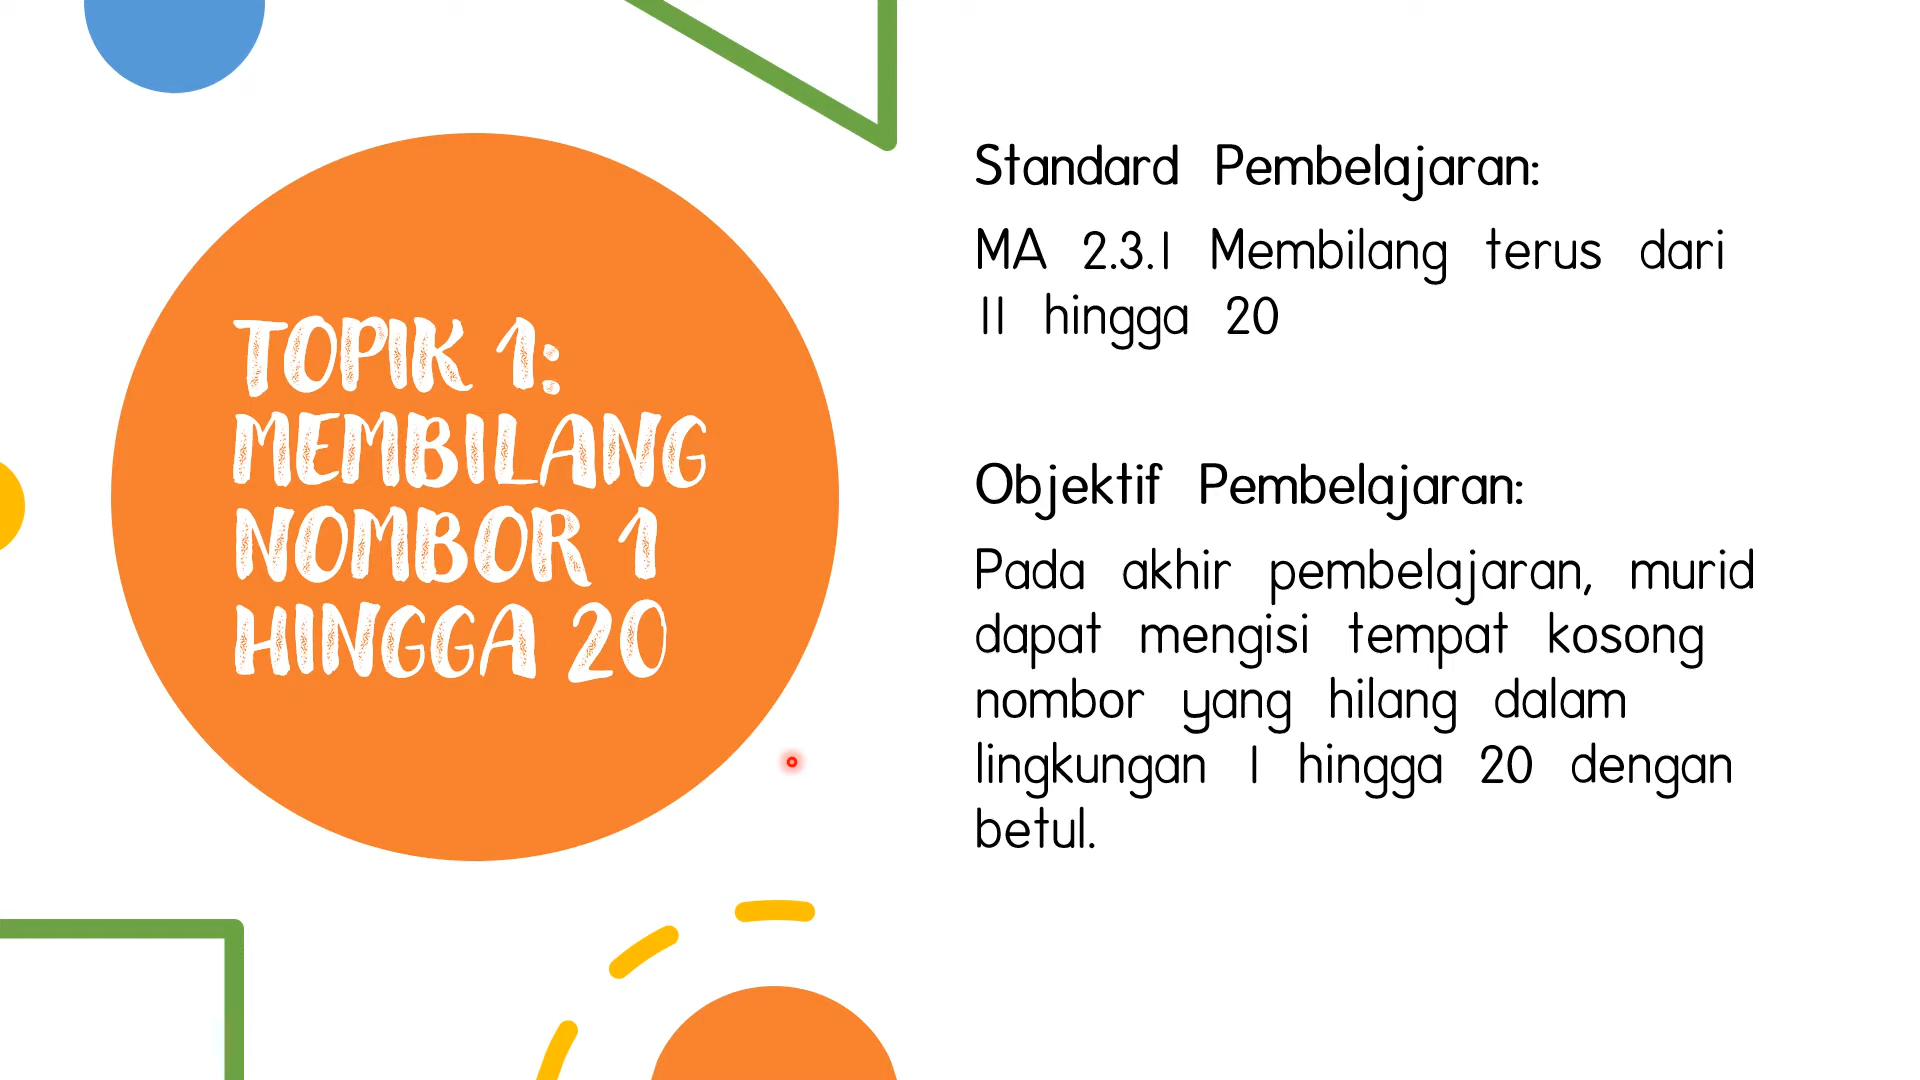 TOPIK 1:
MEMBILANG
NOMBOR 1
HINGGA 20
Standard Pembelajaran:
MA 2.3.1 Membilang terus dari
11 hingga 20
Objektif Pembelajaran:
Pada akhir pembelajaran, murid
dapat mengisi tempat kosong
nombor yang hilang dalam
lingkungan 1 hingga 20 dengan
betul.